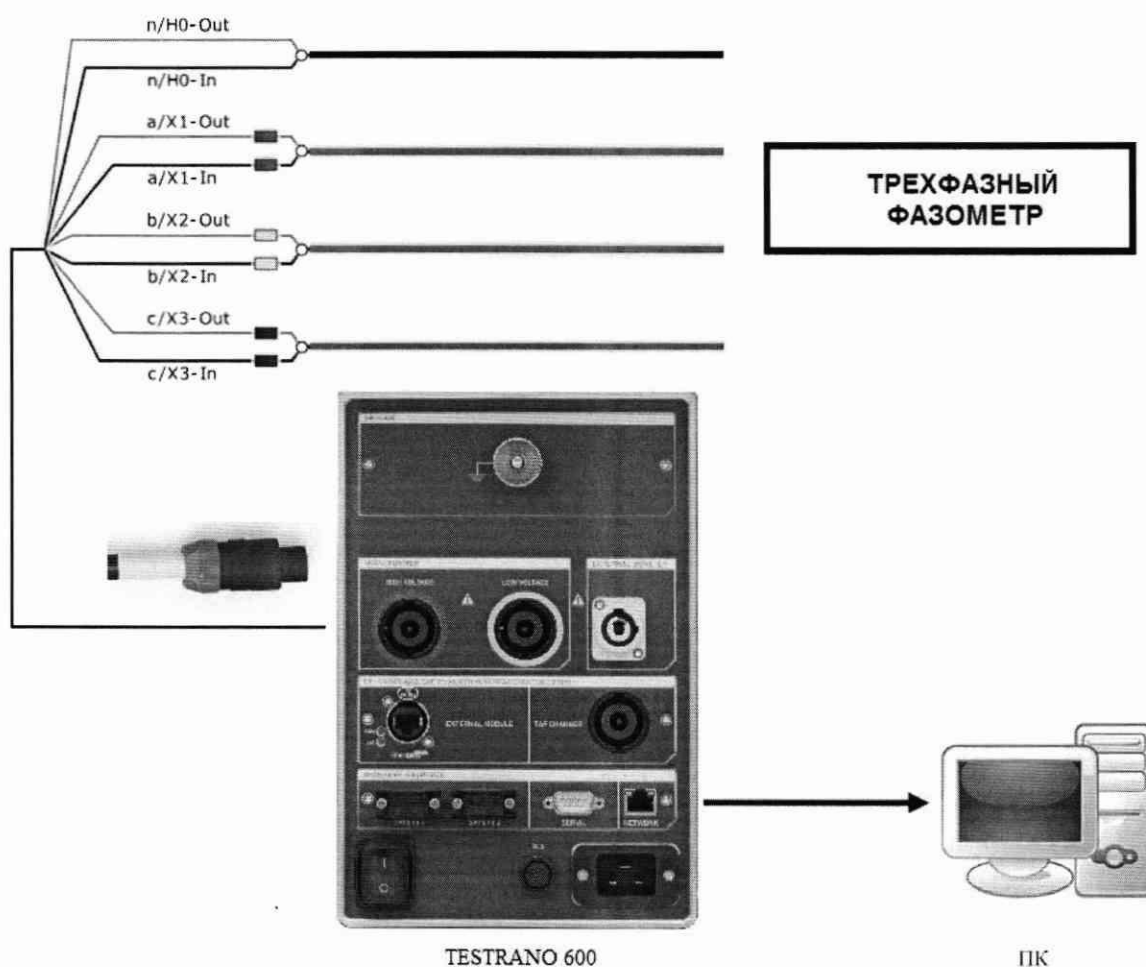 n/H0-Out
n/H0-In
a/X1-Out
a/X1-In
b/X2-Out
b/X2-In
c/X3-Out
c/X3-In
ТРЕХФАЗНЫЙ
ФАЗОМЕТР
HIGH VOLTAGE
LOW VOLTAGE
EXTERNAL MODULE
TAP CHANGER
SERIAL
NETWORK
I
O
TESTRANO 600
ПК